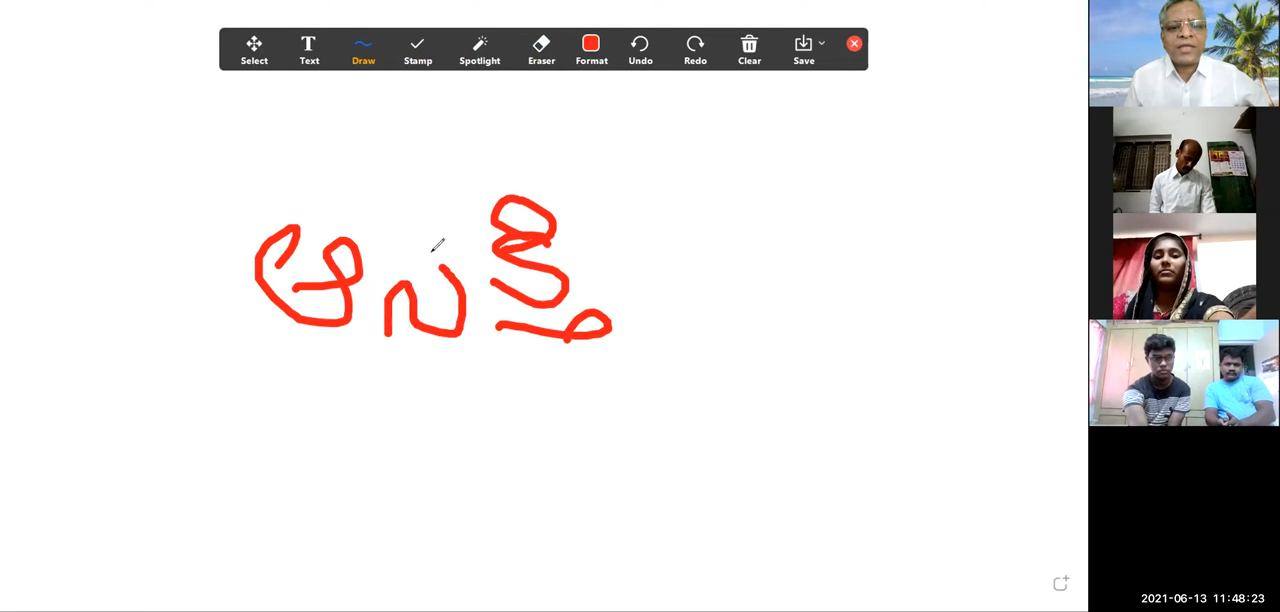 Select Text Draw Stamp Spotlight Eraser Format Undo Redo Clear Save
ఆసక్తి
2021-06-13 11:48:23